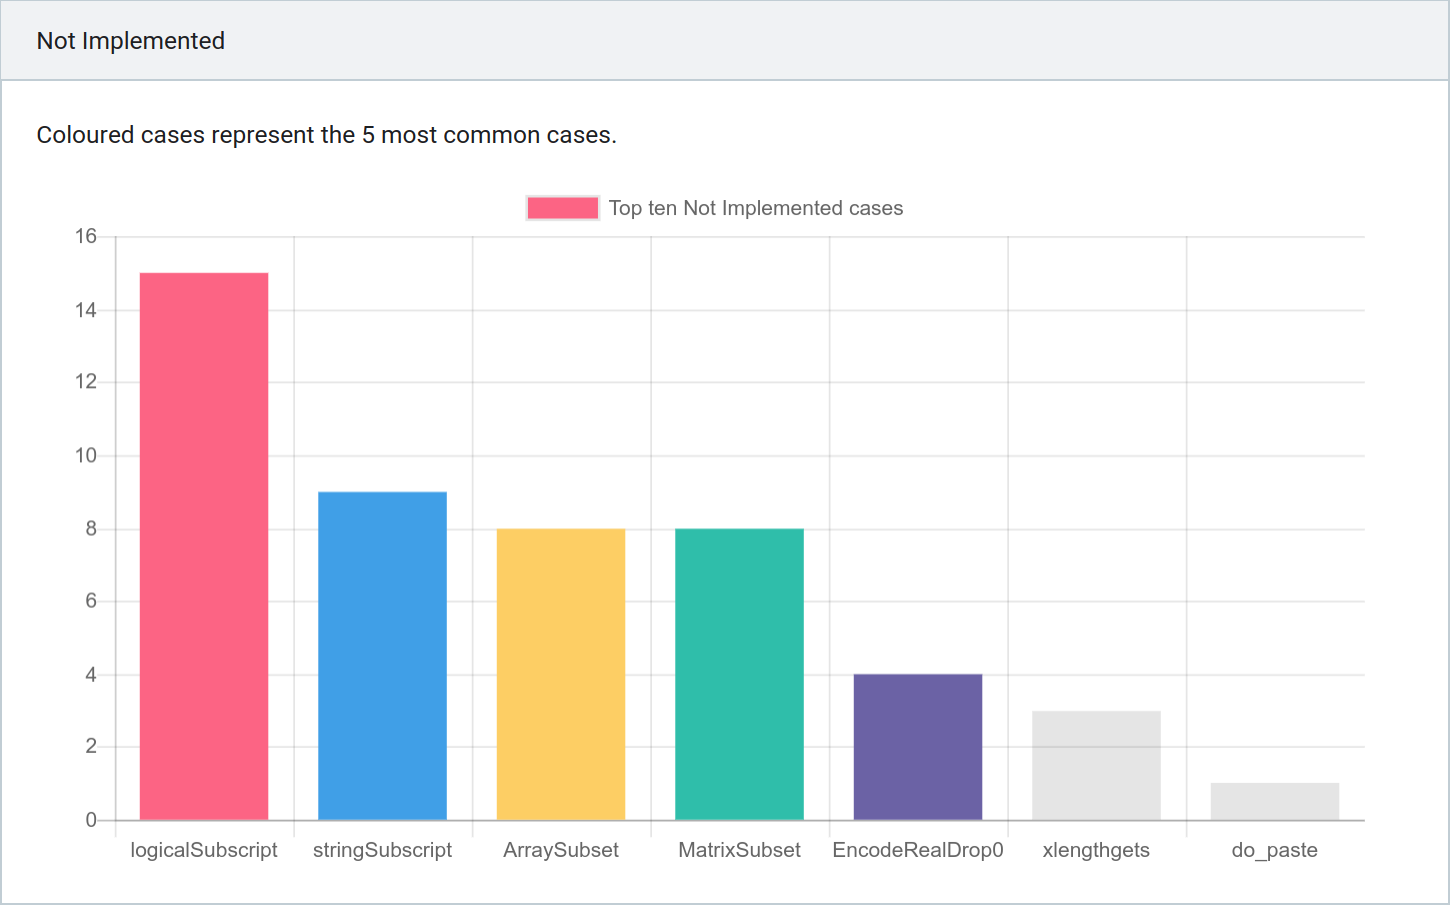 Not Implemented
Coloured cases represent the 5 most common cases.
Top ten Not Implemented cases
16
14
12
10
8
6
4
2
0
logicalSubscript stringSubscript ArraySubset MatrixSubset EncodeRealDrop0 xlengthgets do_paste